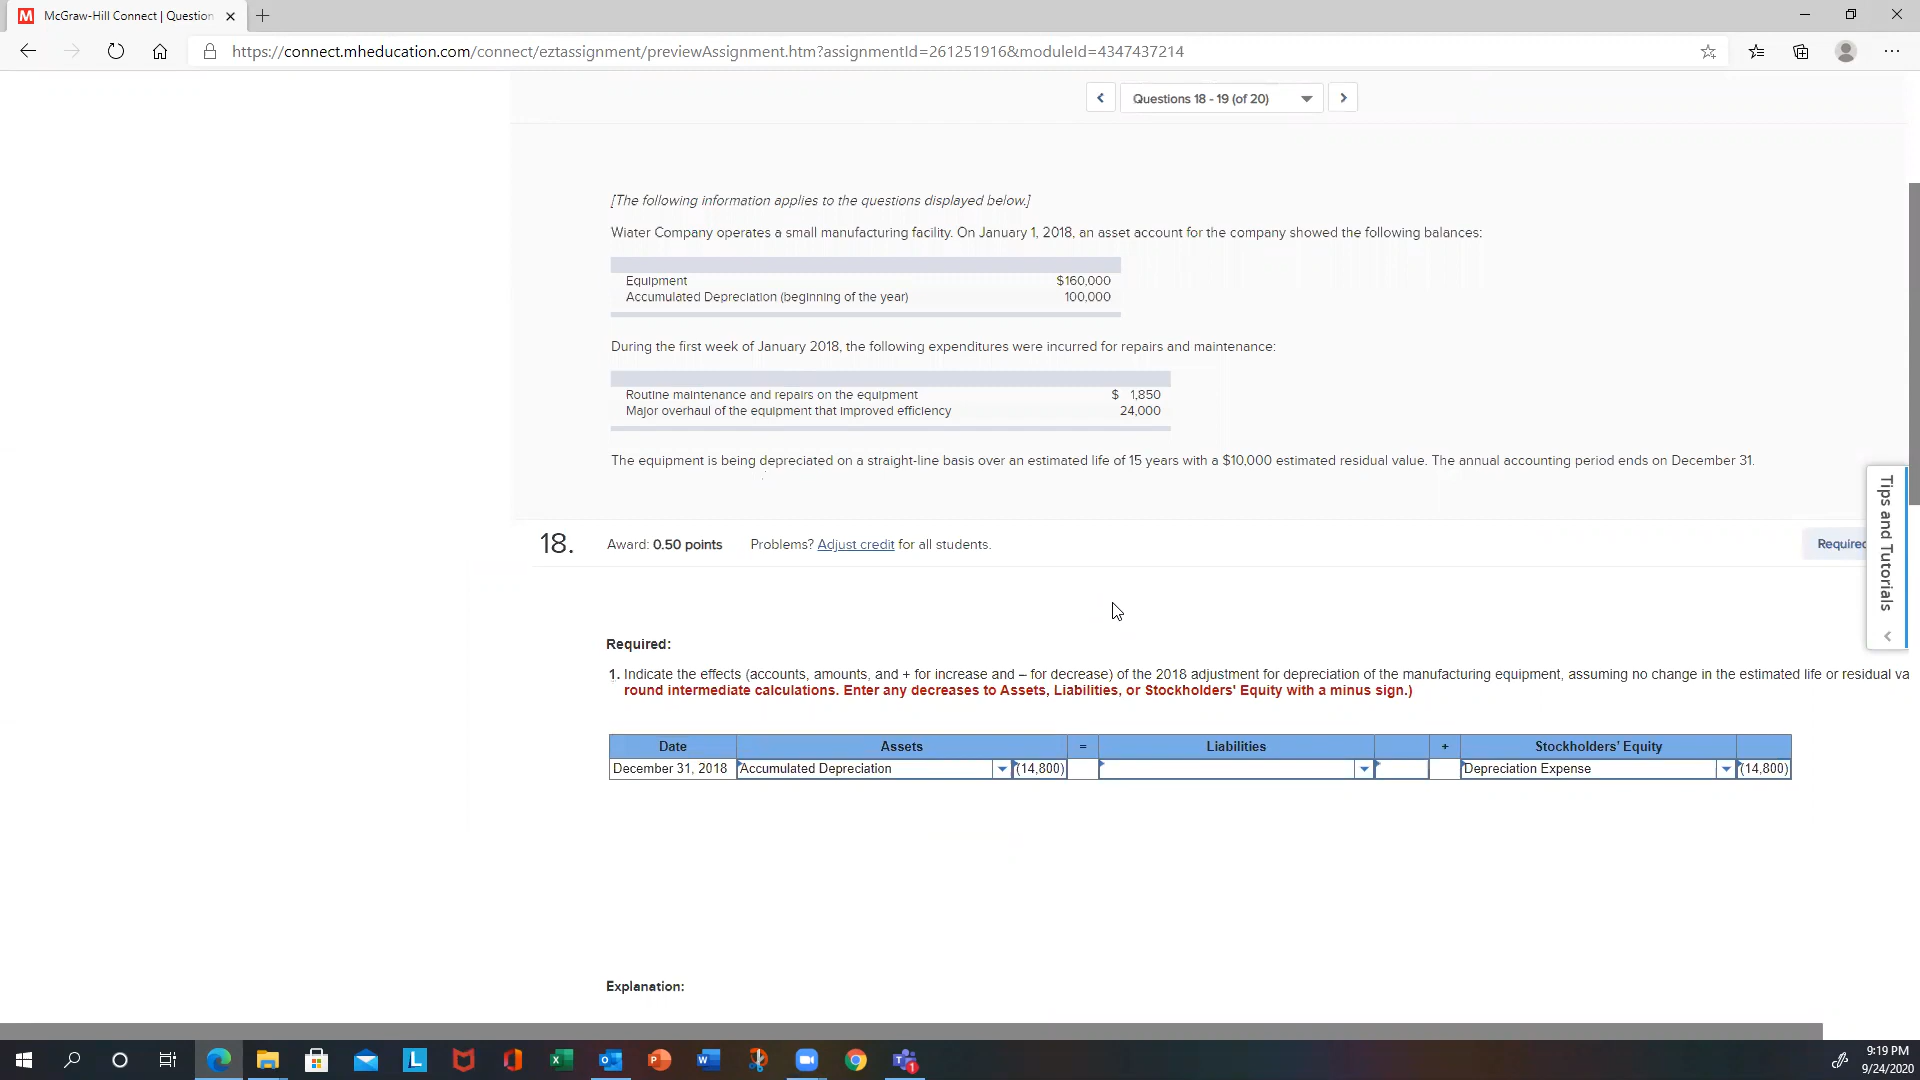 McGraw-Hill Connect | Question
https://connect.mheducation.com/connect/eztassignment/previewAssignment.htm?assignmentId=261251916&moduleId=4347437214
Questions 18 - 19 (of 20)
[The following information applies to the questions displayed below.]
Wiater Company operates a small manufacturing facility. On January 1, 2018, an asset account for the company showed the following balances:
Equipment $160,000
Accumulated Depreciation (beginning of the year) 100,000
During the first week of January 2018, the following expenditures were incurred for repairs and maintenance:
Routine maintenance and repairs on the equipment $ 1,850
Major overhaul of the equipment that improved efficiency 24,000
The equipment is being depreciated on a straight-line basis over an estimated life of 15 years with a $10,000 estimated residual value. The annual accounting period ends on December 31.
Tips and Tutorials
18. Award: 0.50 points Problems? Adjust credit for all students. Required
Required:
1. Indicate the effects (accounts, amounts, and + for increase and – for decrease) of the 2018 adjustment for depreciation of the manufacturing equipment, assuming no change in the estimated life or residual va
round intermediate calculations. Enter any decreases to Assets, Liabilities, or Stockholders' Equity with a minus sign.)
Date Assets = Liabilities + Stockholders' Equity
December 31, 2018 Accumulated Depreciation (14,800) Depreciation Expense (14,800)
Explanation:
9:19 PM
9/24/2020